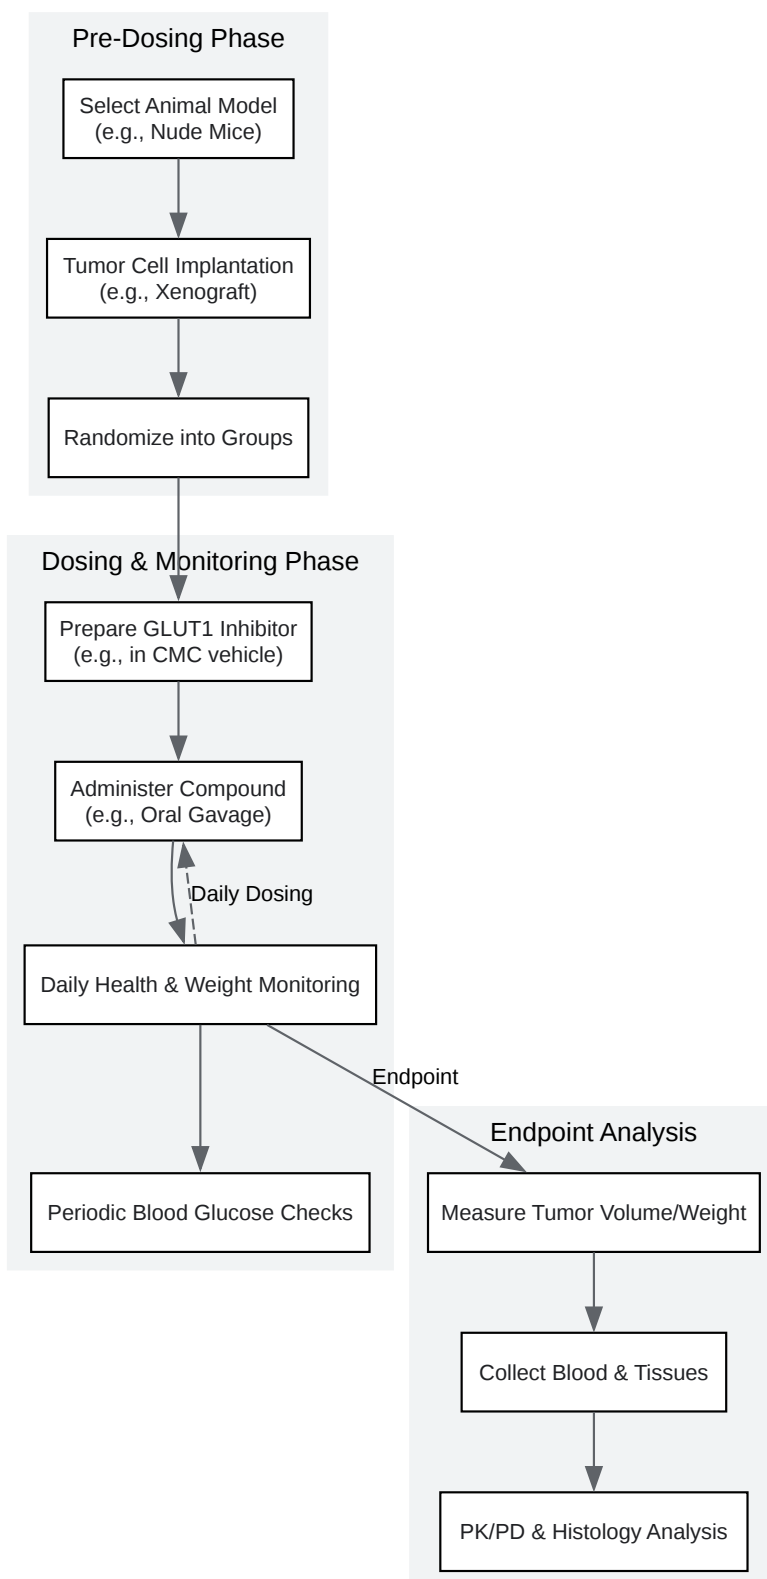 Pre-Dosing Phase
Select Animal Model
(e.g., Nude Mice)
Tumor Cell Implantation
(e.g., Xenograft)
Randomize into Groups
Dosing & Monitoring Phase
Prepare GLUT1 Inhibitor
(e.g., in CMC vehicle)
Administer Compound
(e.g., Oral Gavage)
Daily Dosing
Daily Health & Weight Monitoring
Endpoint
Periodic Blood Glucose Checks
Endpoint Analysis
Measure Tumor Volume/Weight
Collect Blood & Tissues
PK/PD & Histology Analysis